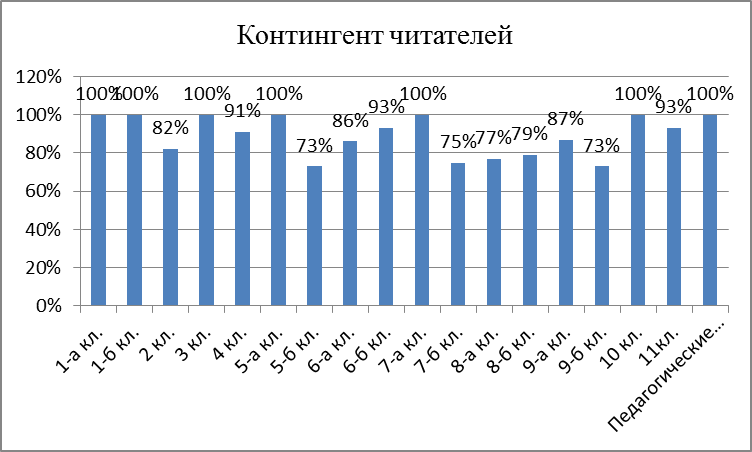 Контингент читателей
120%
100%
80%
60%
40%
20%
0%
100%
100%
82%
100%
91%
100%
73%
86%
93%
100%
75%
77%
79%
87%
73%
100%
93%
100%
1-а кл.
1-б кл.
2 кл.
3 кл.
4 кл.
5-а кл.
5-б кл.
6-а кл.
6-б кл.
7-а кл.
7-б кл.
8-а кл.
8-б кл.
9-а кл.
9-б кл.
10 кл.
11кл.
Педагогические...